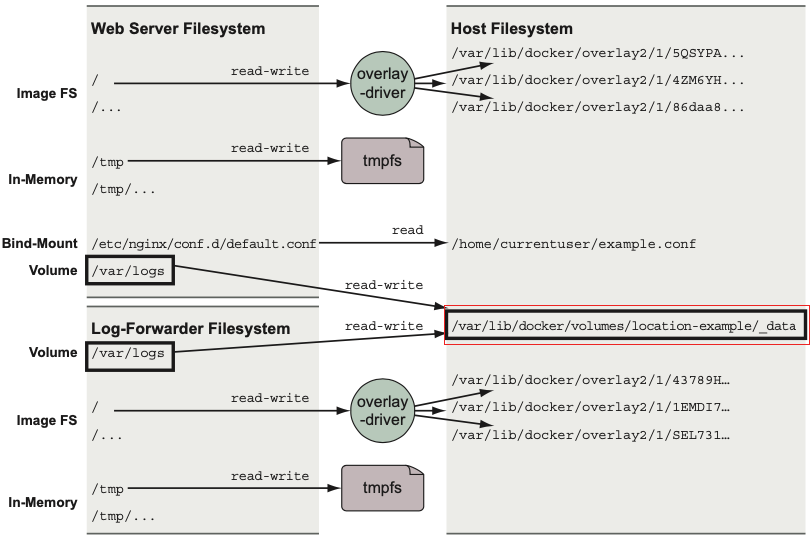 Web Server Filesystem
Host Filesystem
/var/lib/docker/overlay2/1/5QSYPA...
Image FS
/
read-write
overlay
-driver
/var/lib/docker/overlay2/1/4ZM6YH...
/...
/var/lib/docker/overlay2/1/86daa8...
In-Memory
/tmp
read-write
tmpfs
/tmp/...
Bind-Mount
/etc/nginx/conf.d/default.conf
read
/home/currentuser/example.conf
Volume
/var/logs
read-write
Log-Forwarder Filesystem
read-write
/var/lib/docker/volumes/location-example/_data
Volume
/var/logs
/var/lib/docker/overlay2/1/43789H…
Image FS
/
read-write
overlay
-driver
/var/lib/docker/overlay2/1/1EMDI7…
/...
/var/lib/docker/overlay2/1/SEL731…
In-Memory
/tmp
read-write
tmpfs
/tmp/...